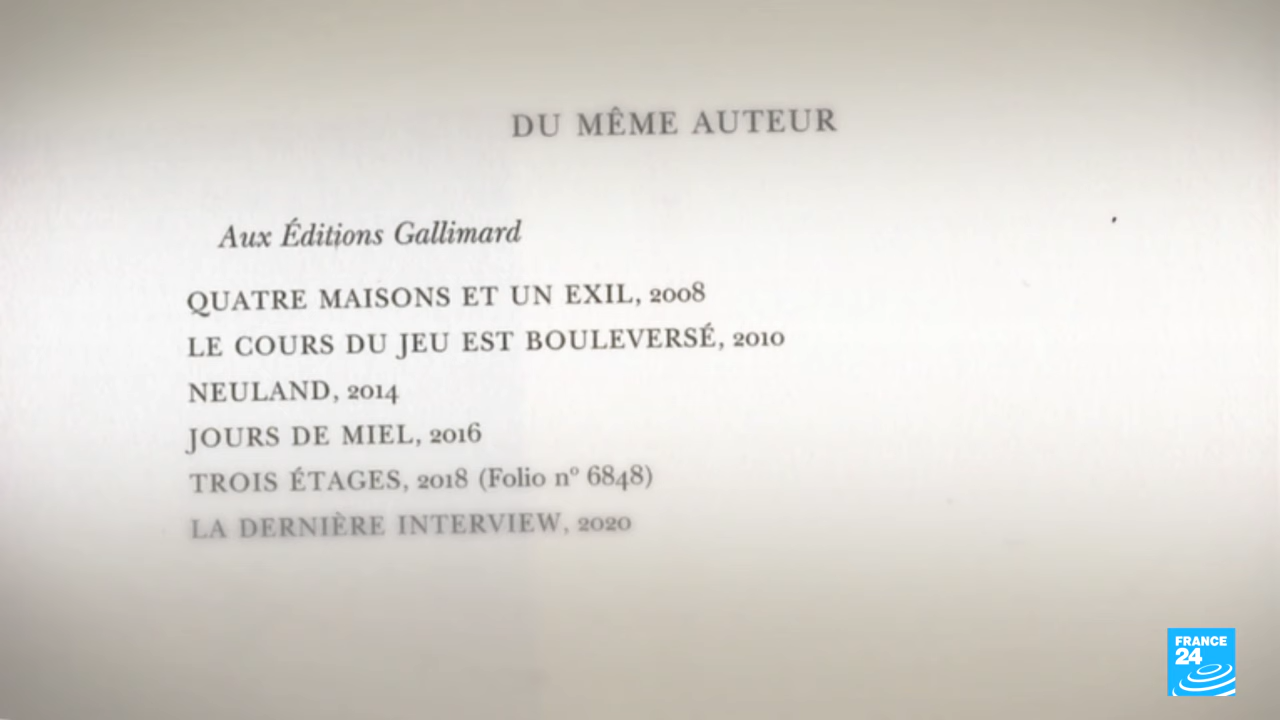 DU MÊME AUTEUR
Aux Éditions Gallimard
QUATRE MAISONS ET UN EXIL, 2008
LE COURS DU JEU EST BOULEVERSÉ, 2010
NEULAND, 2014
JOURS DE MIEL, 2016
TROIS ÉTAGES, 2018 (Folio nº 6848)
LA DERNIÈRE INTERVIEW, 2020
FRANCE
24